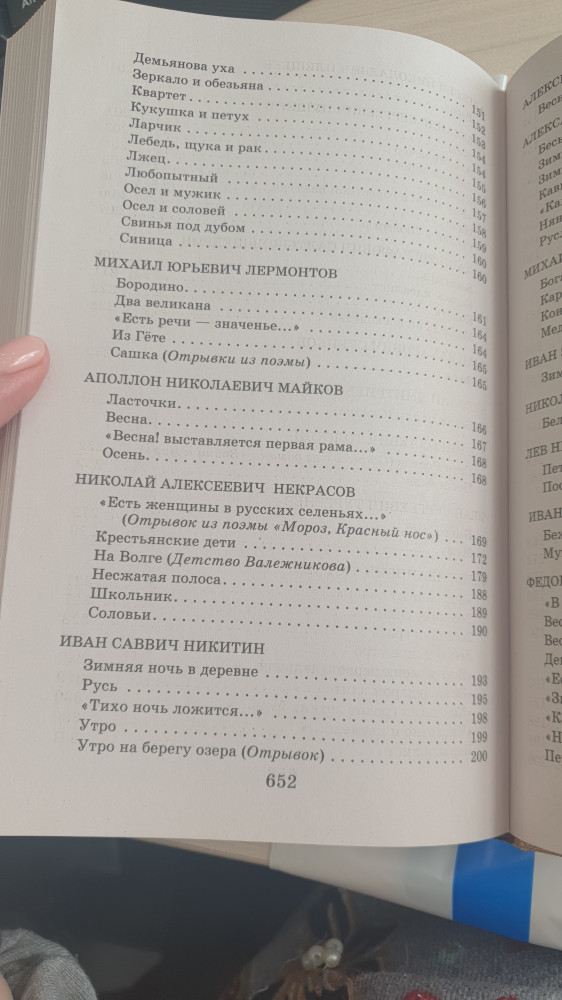 Демьянова уха . . . . . . . . . . . . . . . . . . . . 151
Зеркало и обезьяна . . . . . . . . . . . . . . . . . . 152
Квартет . . . . . . . . . . . . . . . . . . . . . . . . 153
Кукушка и петух . . . . . . . . . . . . . . . . . . . 154
Ларчик . . . . . . . . . . . . . . . . . . . . . . . . 154
Лебедь, щука и рак . . . . . . . . . . . . . . . . . . 155
Лжец. . . . . . . . . . . . . . . . . . . . . . . . . . 156
Любопытный . . . . . . . . . . . . . . . . . . . . . 157
Осел и мужик . . . . . . . . . . . . . . . . . . . . . 158
Осел и соловей . . . . . . . . . . . . . . . . . . . . 159
Свинья под дубом . . . . . . . . . . . . . . . . . . . 160
Синица . . . . . . . . . . . . . . . . . . . . . . . . 160
МИХАИЛ ЮРЬЕВИЧ ЛЕРМОНТОВ
Бородино. . . . . . . . . . . . . . . . . . . . . . . . 161
Два великана . . . . . . . . . . . . . . . . . . . . . 164
«Есть речи — значенье...» . . . . . . . . . . . . . . 164
Из Гёте . . . . . . . . . . . . . . . . . . . . . . . . 165
Сашка (Отрывки из поэмы) . . . . . . . . . . . . . . 165
АПОЛЛОН НИКОЛАЕВИЧ МАЙКОВ
Ласточки. . . . . . . . . . . . . . . . . . . . . . . . 166
Весна. . . . . . . . . . . . . . . . . . . . . . . . . . 167
«Весна! выставляется первая рама...» . . . . . . . . 168
Осень. . . . . . . . . . . . . . . . . . . . . . . . . . 168
НИКОЛАЙ АЛЕКСЕЕВИЧ НЕКРАСОВ
«Есть женщины в русских селеньях...»
(Отрывок из поэмы «Мороз, Красный нос») . . . 169
Крестьянские дети . . . . . . . . . . . . . . . . . . 172
На Волге (Детство Валежникова) . . . . . . . . . . 179
Несжатая полоса. . . . . . . . . . . . . . . . . . . . 188
Школьник. . . . . . . . . . . . . . . . . . . . . . . . 189
Соловьи. . . . . . . . . . . . . . . . . . . . . . . . . 190
ИВАН САВВИЧ НИКИТИН
Зимняя ночь в деревне . . . . . . . . . . . . . . . . 193
Русь . . . . . . . . . . . . . . . . . . . . . . . . . . 195
«Тихо ночь ложится...» . . . . . . . . . . . . . . . . 198
Утро . . . . . . . . . . . . . . . . . . . . . . . . . . 199
Утро на берегу озера (Отрывок) . . . . . . . . . . . 200
652